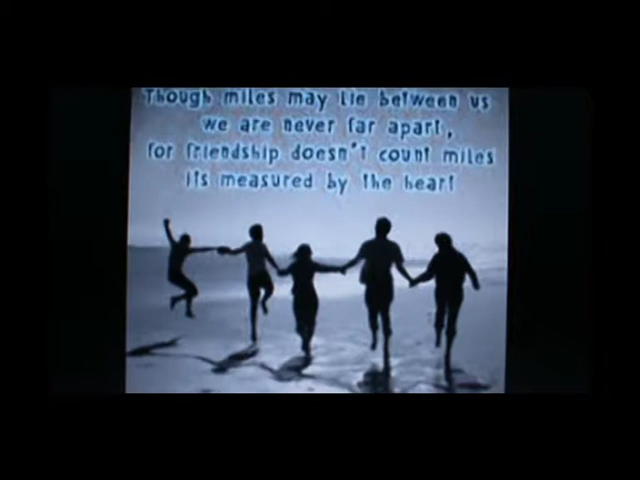 Though miles may lie between us
we are never far apart,
for friendship doesn't count miles
its measured by the heart